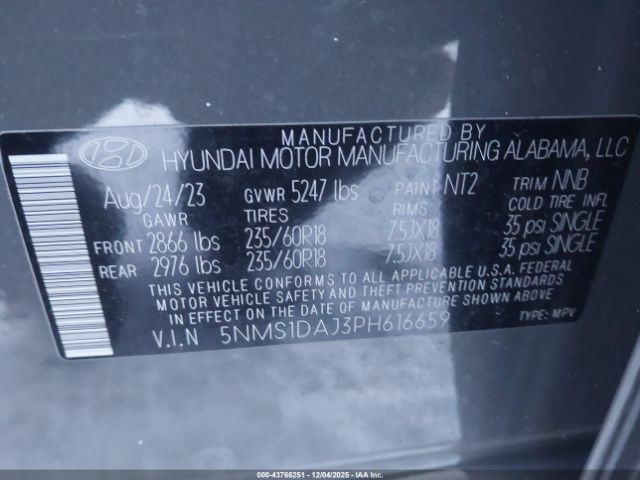 MANUFACTURED BY
HYUNDAI MOTOR MANUFACTURING ALABAMA, LLC
Aug/24/23 GVWR 5247 lbs PAINT NT2 TRIM NNB
GAWR TIRES RIMS COLD TIRE INFL
FRONT 2866 lbs 235/60R18 7.5JX18 35 psi SINGLE
REAR 2976 lbs 235/60R18 7.5JX18 35 psi SINGLE
THIS VEHICLE CONFORMS TO ALL APPLICABLE U.S.A. FEDERAL
MOTOR VEHICLE SAFETY AND THEFT PREVENTION STANDARDS
IN EFFECT ON THE DATE OF MANUFACTURE SHOWN ABOVE.
V.I.N 5NMS1DAJ3PH616659 TYPE: MPV
000-43766251 - 12/04/2025 - IAA Inc.